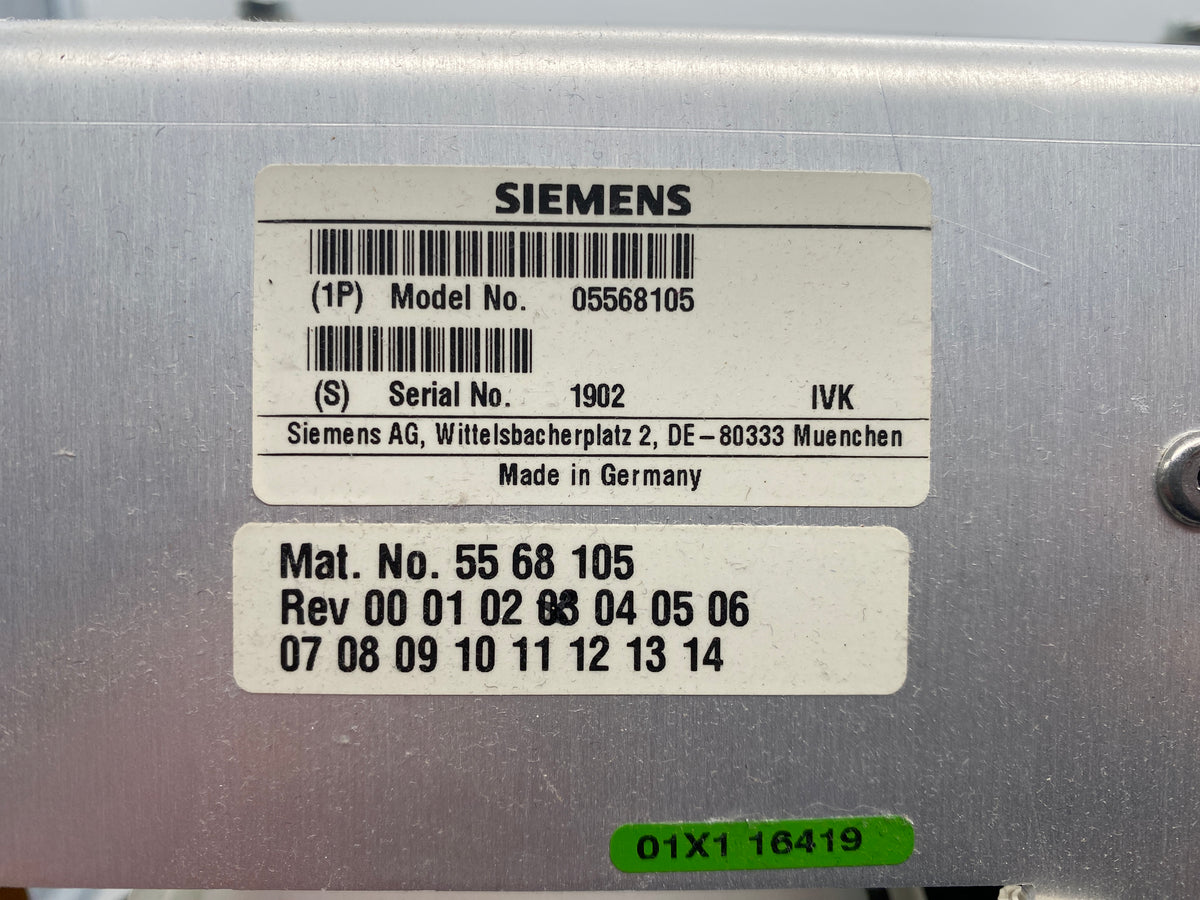 SIEMENS
(1P) Model No. 05568105
(S) Serial No. 1902 IVK
Siemens AG, Wittelsbacherplatz 2, DE-80333 Muenchen
Made in Germany
Mat. No. 55 68 105
Rev 00 01 02 03 04 05 06
07 08 09 10 11 12 13 14
01X1 16419